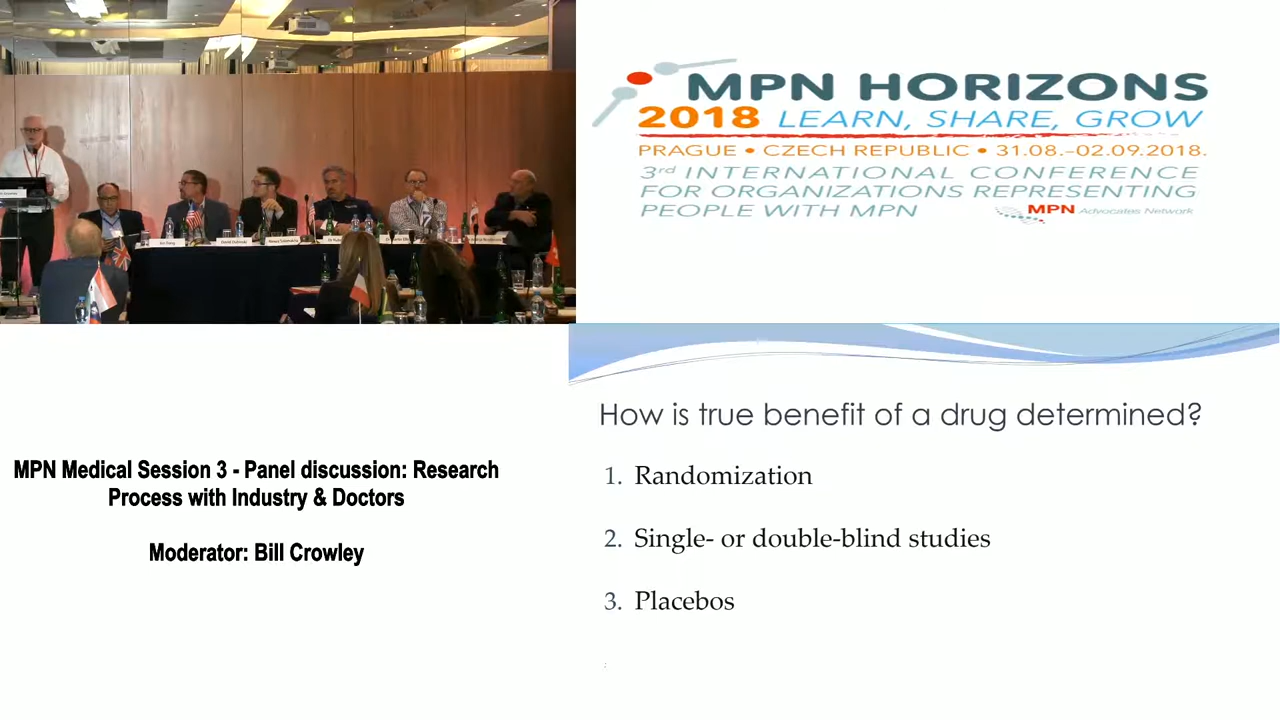 MPN HORIZONS
2018 LEARN, SHARE, GROW
PRAGUE • CZECH REPUBLIC • 31.08.-02.09.2018.
3rd INTERNATIONAL CONFERENCE
FOR ORGANIZATIONS REPRESENTING
PEOPLE WITH MPN
MPN Advocates Network
MPN Medical Session 3 - Panel discussion: Research
Process with Industry & Doctors
Moderator: Bill Crowley
How is true benefit of a drug determined?
1. Randomization
2. Single- or double-blind studies
3. Placebos